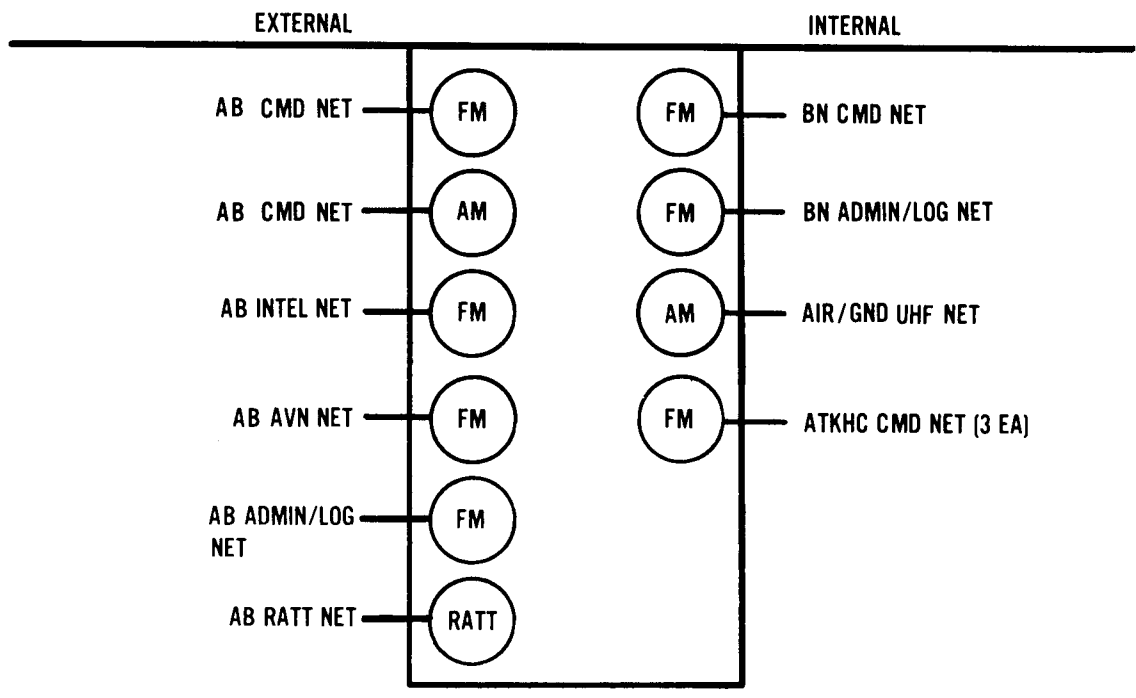 EXTERNAL
INTERNAL
AB CMD NET
FM
FM
BN CMD NET
AB CMD NET
AM
FM
BN ADMIN/LOG NET
AB INTEL NET
FM
AM
AIR/GND UHF NET
AB AVN NET
FM
FM
ATKHC CMD NET (3 EA)
AB ADMIN/LOG
NET
FM
AB RATT NET
RATT